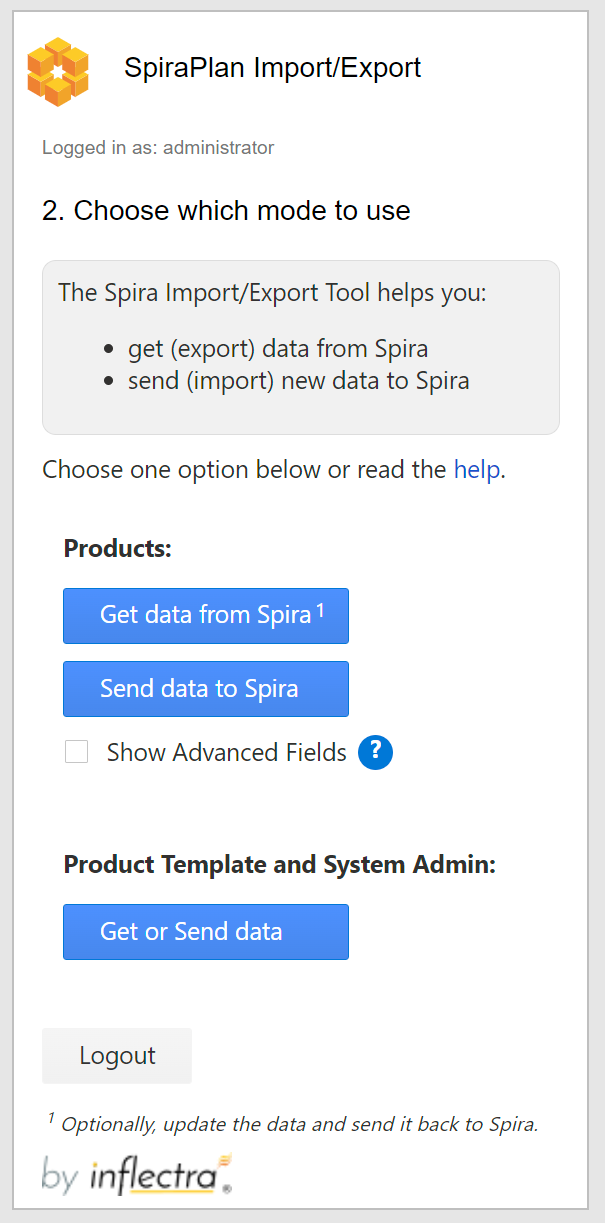 SpiraPlan Import/Export
Logged in as: administrator
2. Choose which mode to use
The Spira Import/Export Tool helps you:
• get (export) data from Spira
• send (import) new data to Spira
Choose one option below or read the help.
Products:
Get data from Spira ¹
Send data to Spira
Show Advanced Fields ?
Product Template and System Admin:
Get or Send data
Logout
¹ Optionally, update the data and send it back to Spira.
by inflectra®